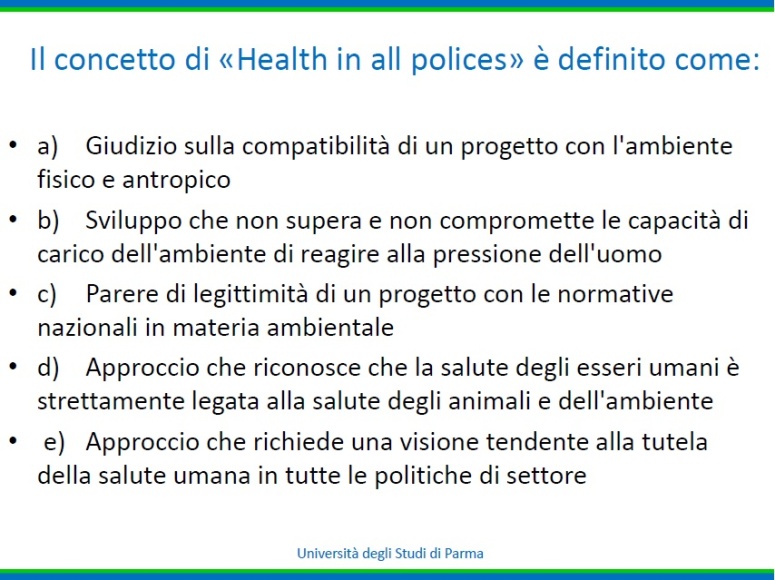 Il concetto di «Health in all polices» è definito come:
• a) Giudizio sulla compatibilità di un progetto con l'ambiente
fisico e antropico
• b) Sviluppo che non supera e non compromette le capacità di
carico dell'ambiente di reagire alla pressione dell'uomo
• c) Parere di legittimità di un progetto con le normative
nazionali in materia ambientale
• d) Approccio che riconosce che la salute degli esseri umani è
strettamente legata alla salute degli animali e dell'ambiente
• e) Approccio che richiede una visione tendente alla tutela
della salute umana in tutte le politiche di settore
Università degli Studi di Parma